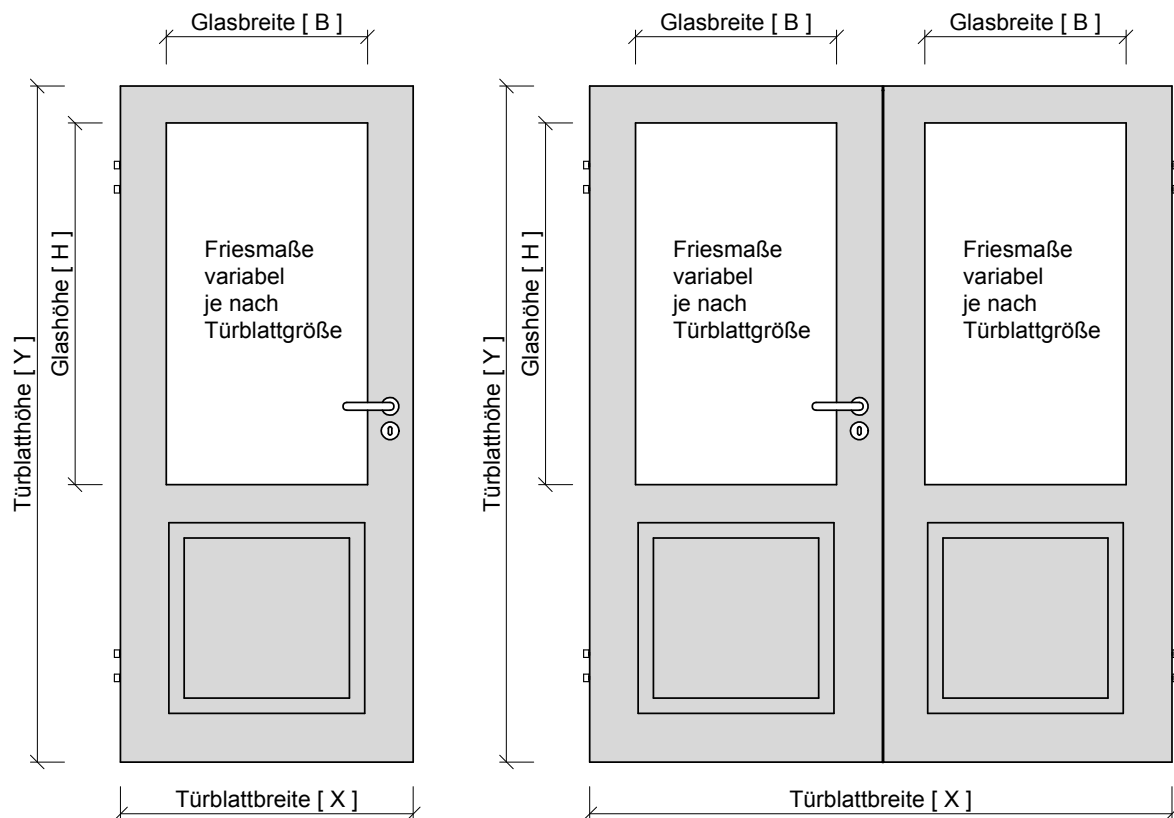 Glasbreite [ B ]
Glasbreite [ B ]
Glasbreite [ B ]
Türblatthöhe [ Y ]
Glashöhe [ H ]
Friesmaße
variabel
je nach
Türblattgröße
Türblatthöhe [ Y ]
Glashöhe [ H ]
Friesmaße
variabel
je nach
Türblattgröße
Friesmaße
variabel
je nach
Türblattgröße
Türblattbreite [ X ]
Türblattbreite [ X ]